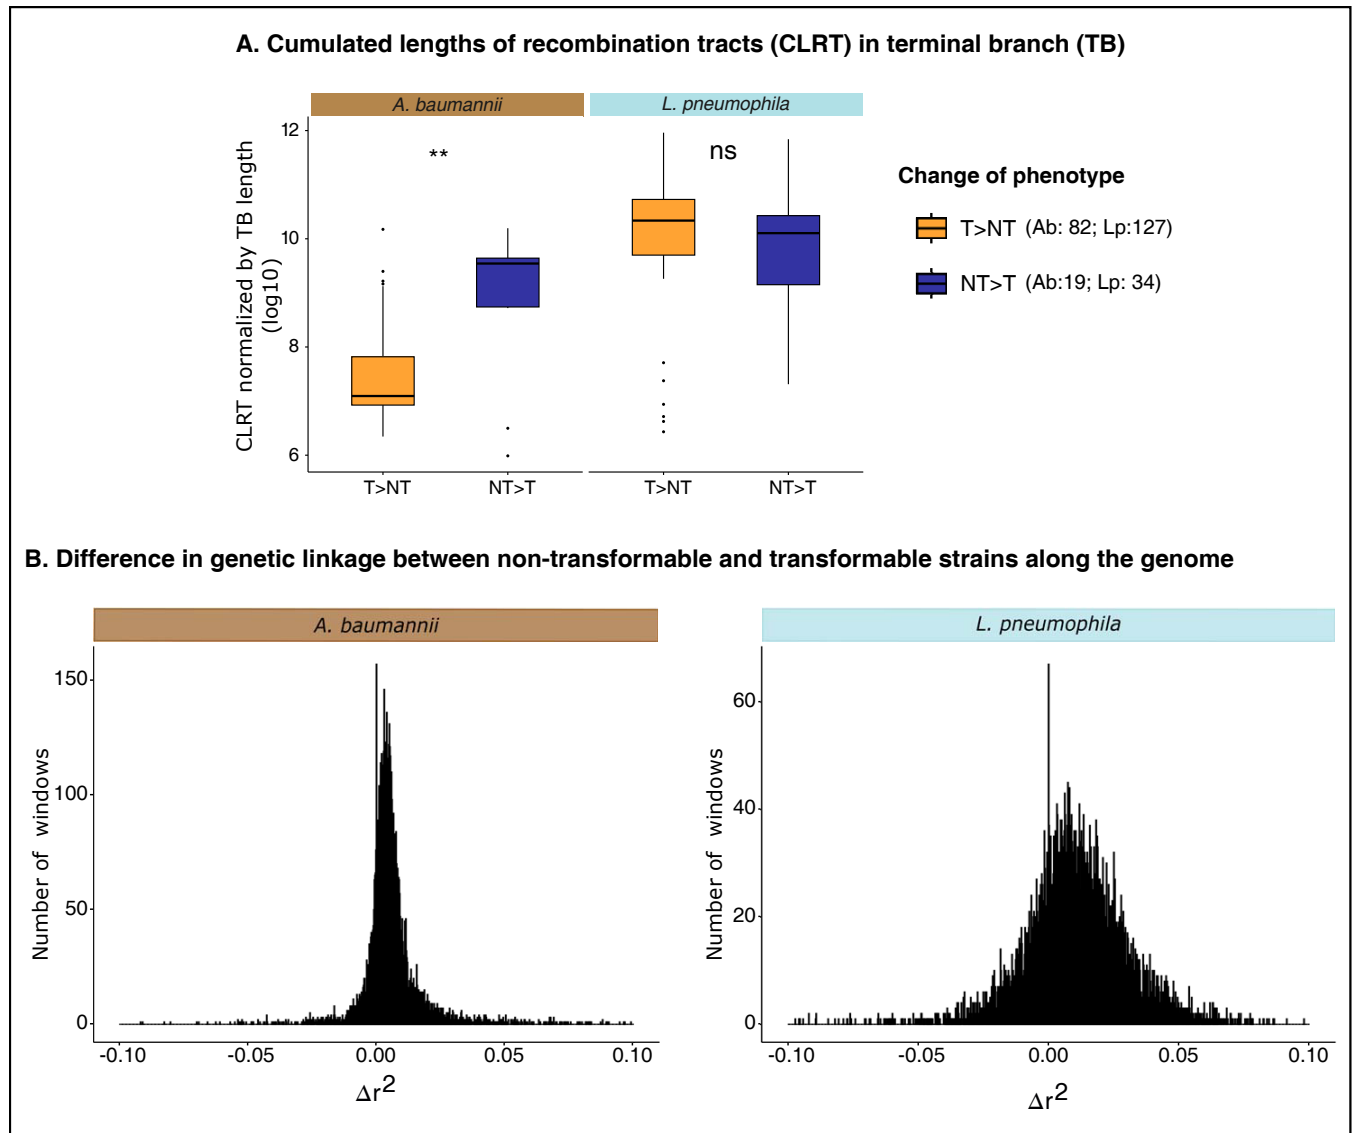 A. Cumulated lengths of recombination tracts (CLRT) in terminal branch (TB)
A. baumannii
L. pneumophila
CLRT normalized by TB length
(log10)
12
10
8
6
**
ns
T>NT
NT>T
T>NT
NT>T
Change of phenotype
T>NT (Ab: 82; Lp:127)
NT>T (Ab:19; Lp: 34)
B. Difference in genetic linkage between non-transformable and transformable strains along the genome
A. baumannii
Number of windows
150
100
50
0
-0.10
-0.05
0.00
0.05
0.10
Δr²
L. pneumophila
Number of windows
60
40
20
0
-0.10
-0.05
0.00
0.05
0.10
Δr²